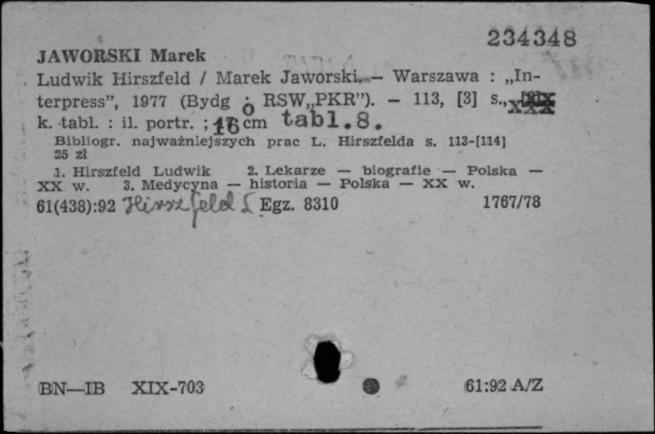 234348
JAWORSKI Marek
Ludwik Hirszfeld / Marek Jaworski. — Warszawa : „In-
terpress”, 1977 (Bydg : RSW„PKR”). — 113, [3] s.,
k. tabl. : il. portr. ; 16 cm tabl.8.
Bibliogr. najważniejszych prac L. Hirszfelda s. 113-[114]
25 zł
1. Hirszfeld Ludwik 2. Lekarze — biografie — Polska —
XX w. 3. Medycyna — historia — Polska — XX w.
61(438):92 Hirszfeld L Egz. 8310 1767/78
BN—IB XIX-703 61:92 A/Z